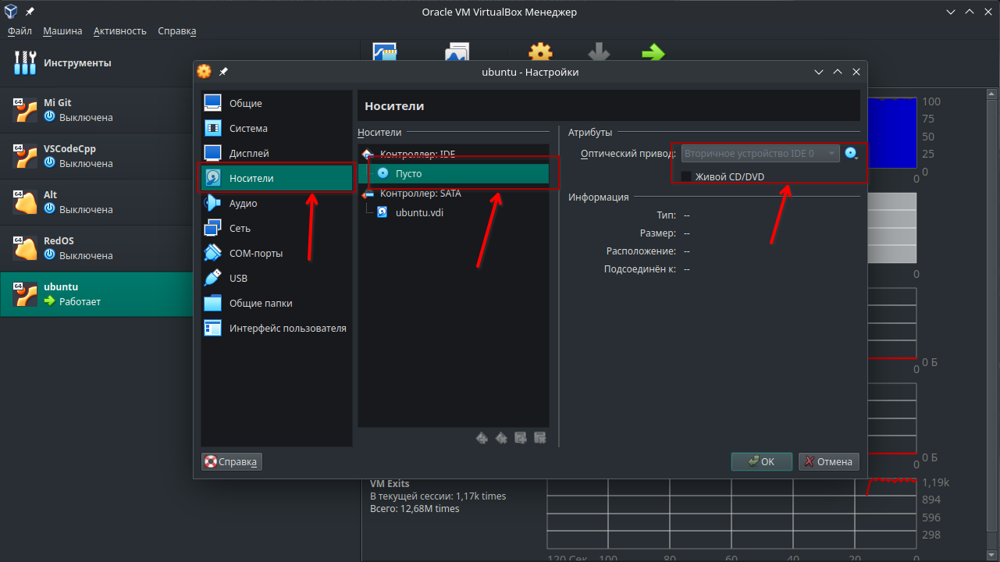 Oracle VM VirtualBox Менеджер
Файл Машина Активность Справка
Инструменты
64 Mi Git
Выключена
64 VSCodeCpp
Выключена
64 Alt
Выключена
64 RedOS
Выключена
64 ubuntu
Работает
ubuntu - Настройки
Общие
Система
Дисплей
Носители
Аудио
Сеть
COM-порты
USB
Общие папки
Интерфейс пользователя
Носители
Носители
Контроллер: IDE
Пусто
Контроллер: SATA
ubuntu.vdi
Атрибуты
Оптический привод: Вторичное устройство IDE 0
Живой CD/DVD
Информация
Тип: --
Размер: --
Расположение: --
Подсоединён к: --
Справка
OK
Отмена
100
75
50
25
0
0
0
0 Б
0
0 Б
0
VM Exits
В текущей сессии: 1,17k times
Всего: 12,68M times
1,19k
894
596
298
120 Сек. 100 80 60 40 20 0